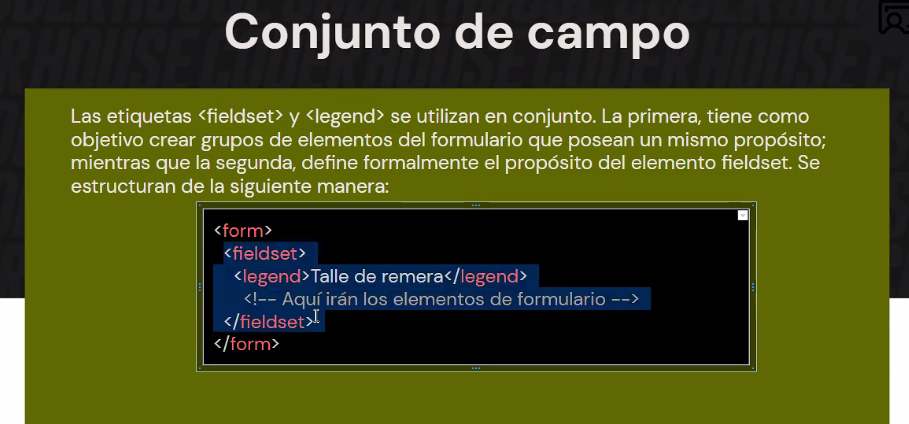 Conjunto de campo
Las etiquetas <fieldset> y <legend> se utilizan en conjunto. La primera, tiene como
objetivo crear grupos de elementos del formulario que posean un mismo propósito;
mientras que la segunda, define formalmente el propósito del elemento fieldset. Se
estructuran de la siguiente manera:
<form>
<fieldset>
<legend>Talle de remera</legend>
<!-- Aquí irán los elementos de formulario -->
</fieldset>
</form>